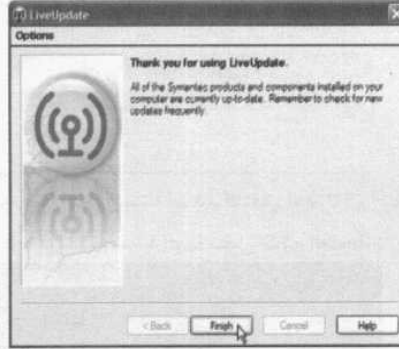 LiveUpdate
Options
Thank you for using LiveUpdate.
All of the Symantec products and components installed on your
computer are currently up-to-date. Remember to check for new
updates frequently.
< Back Finish Cancel Help